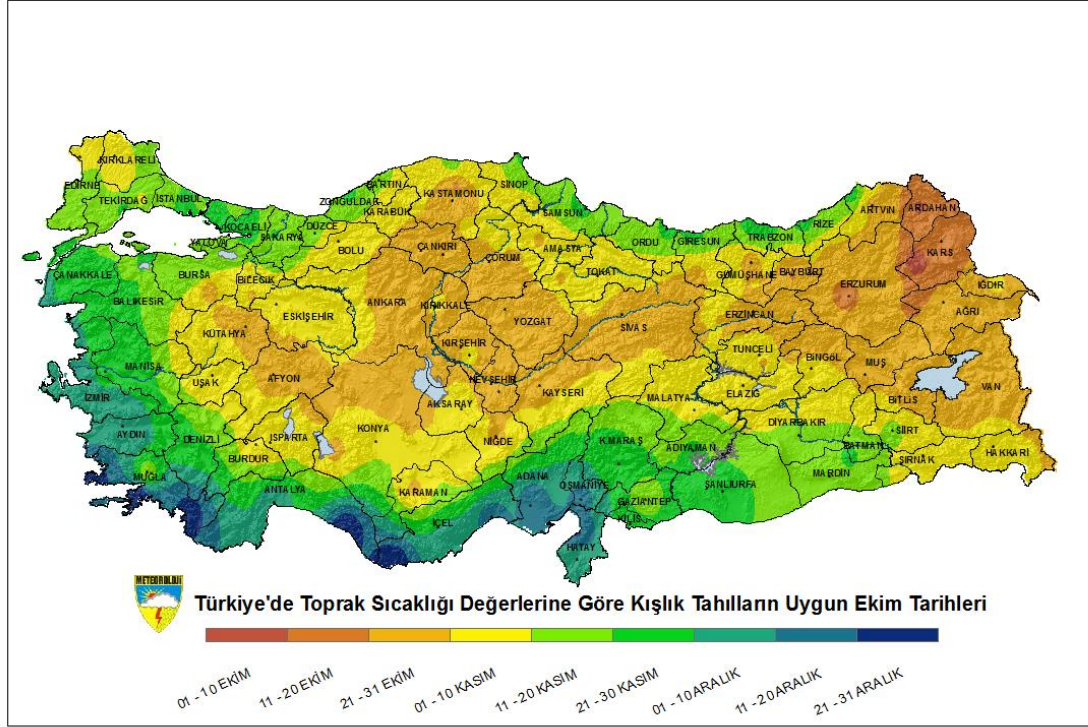 KIRKLARELİ
EDİRNE
TEKİRDAĞ
İSTANBUL
KOCAELİ
YALOVA
SAKARYA
DÜZCE
ZONGULDAK
BARTIN
KARABÜK
KASTAMONU
SİNOP
SAMSUN
ORDU
GİRESUN
TRABZON
RİZE
ARTVİN
ARDAHAN
KARS
IĞDIR
AĞRI
ERZURUM
BAYBURT
GÜMÜŞHANE
ERZİNCAN
TOKAT
AMASYA
ÇORUM
ÇANKIRI
BOLU
BİLECİK
BURSA
ÇANAKKALE
BALIKESİR
KÜTAHYA
ESKİŞEHİR
ANKARA
KIRIKKALE
YOZGAT
SİVAS
TUNCELİ
BİNGÖL
MUŞ
VAN
BİTLİS
ELAZIĞ
MALATYA
KAYSERİ
NEVŞEHİR
KIRŞEHİR
AKSARAY
AFYON
UŞAK
MANİSA
İZMİR
AYDIN
DENİZLİ
ISPARTA
BURDUR
KONYA
NİĞDE
KARAMAN
K.MARAŞ
ADIYAMAN
DİYARBAKIR
BATMAN
SİİRT
ŞIRNAK
HAKKARİ
MARDİN
ŞANLIURFA
GAZİANTEP
KİLİS
OSMANİYE
ADANA
İÇEL
ANTALYA
MUĞLA
HATAY
METEOROLOJİ
Türkiye'de Toprak Sıcaklığı Değerlerine Göre Kışlık Tahılların Uygun Ekim Tarihleri
01 - 10 EKİM
11 - 20 EKİM
21 - 31 EKİM
01 - 10 KASIM
11 - 20 KASIM
21 - 30 KASIM
01 - 10 ARALIK
11 - 20 ARALIK
21 - 31 ARALIK